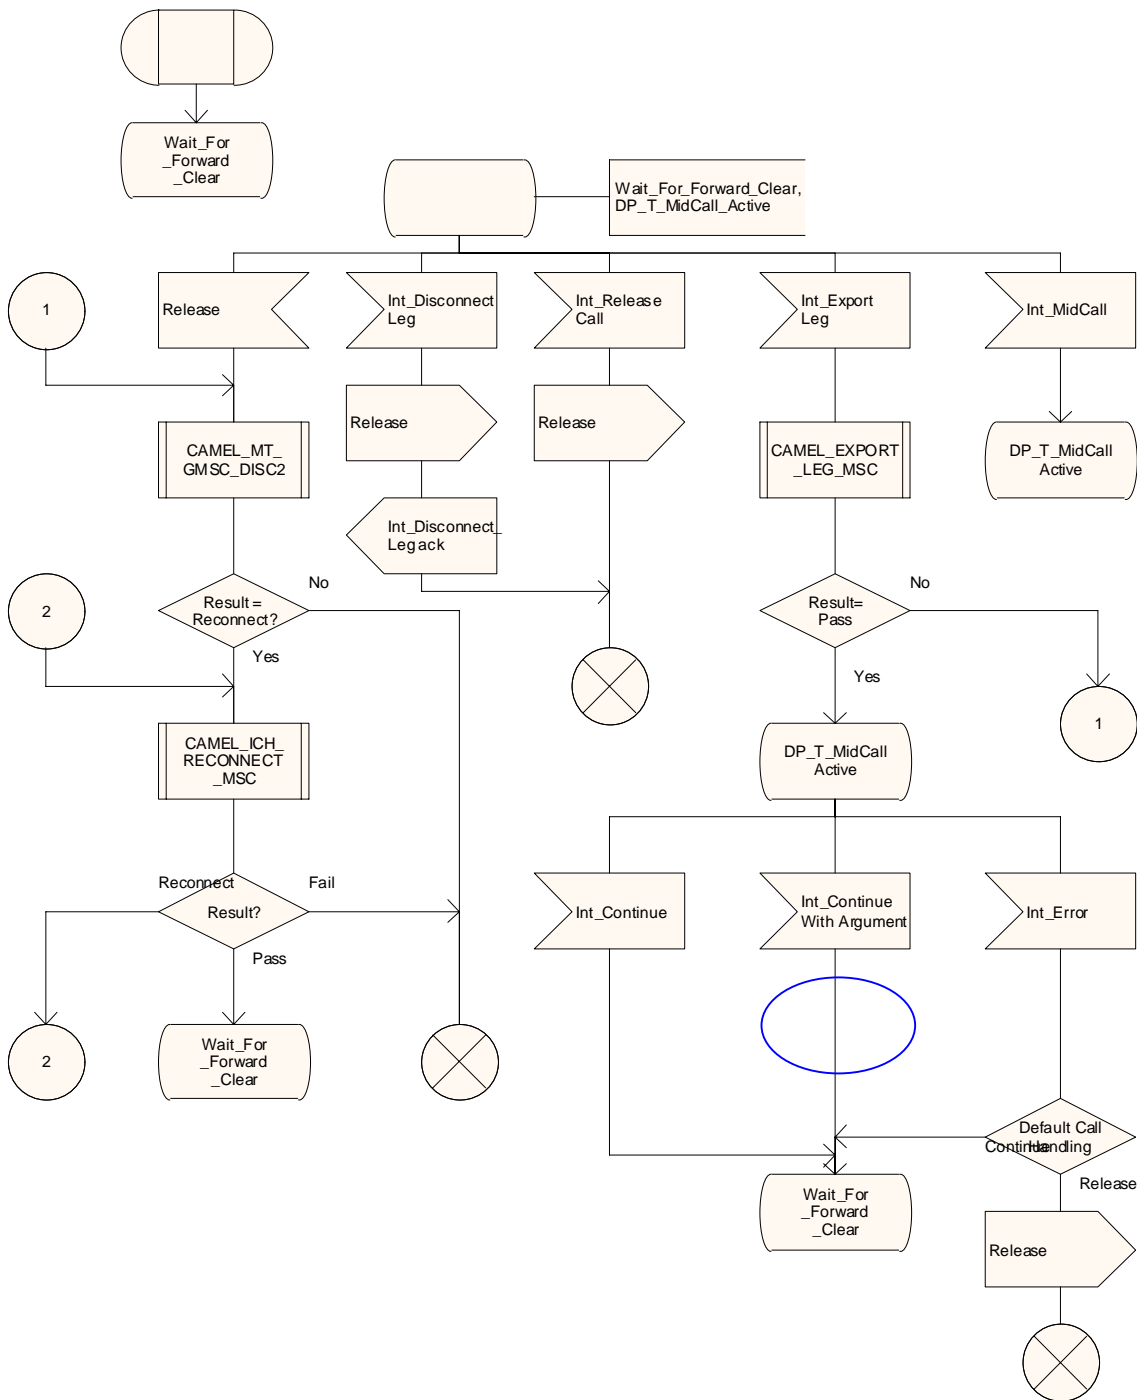 Wait_For
_Forward
_Clear
Wait_For_Forward_Clear,
DP_T_MidCall_Active
1
Release
Int_Disconnect
Leg
Int_Release
Call
Int_Export
Leg
Int_MidCall
Release
Release
CAMEL_MT_
GMSC_DISC2
CAMEL_EXPORT
_LEG_MSC
DP_T_MidCall
Active
Int_Disconnect_
Leg ack
2
Result =
Reconnect?
No
Yes
Result=
Pass
No
Yes
1
CAMEL_ICH_
RECONNECT
_MSC
DP_T_MidCall
Active
Reconnect
Result?
Fail
Pass
Int_Continue
Int_Continue
With Argument
Int_Error
2
Wait_For
_Forward
_Clear
Default Call
Handling
Continue
Release
Wait_For
_Forward
_Clear
Release